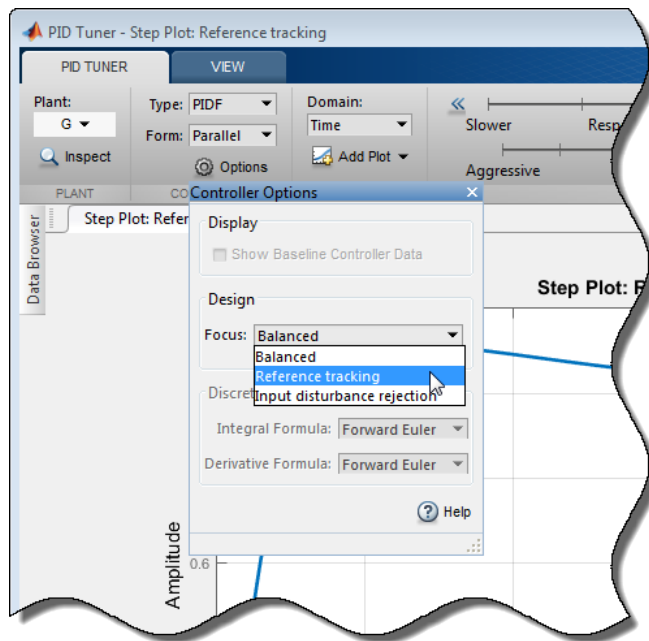 PID Tuner - Step Plot: Reference tracking
PID TUNER
VIEW
Plant:
G
Inspect
PLANT
Type: PIDF
Form: Parallel
Options
CO
Domain:
Time
Add Plot
Slower
Resp
Aggressive
Data Browser
Step Plot: Refer
Controller Options
Display
Show Baseline Controller Data
Design
Focus: Balanced
Balanced
Reference tracking
Input disturbance rejection
Discret
Integral Formula: Forward Euler
Derivative Formula: Forward Euler
Help
Step Plot: R
Amplitude
0.6